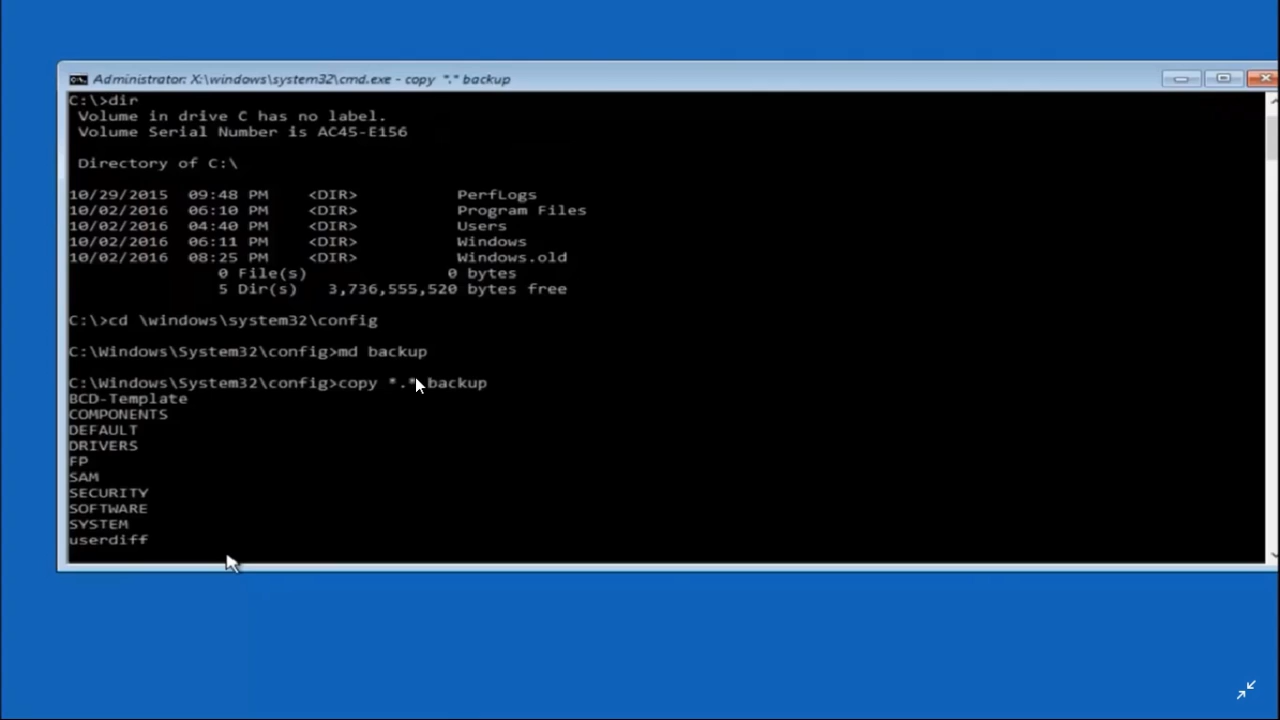 Administrator: X:\windows\system32\cmd.exe - copy *.* backup
C:\>dir
Volume in drive C has no label.
Volume Serial Number is AC45-E156
Directory of C:\
10/29/2015 09:48 PM <DIR> PerfLogs
10/02/2016 06:10 PM <DIR> Program Files
10/02/2016 04:40 PM <DIR> Users
10/02/2016 06:11 PM <DIR> Windows
10/02/2016 08:25 PM <DIR> Windows.old
0 File(s) 0 bytes
5 Dir(s) 3,736,555,520 bytes free
C:\>cd \windows\system32\config
C:\Windows\System32\config>md backup
C:\Windows\System32\config>copy *.* backup
BCD-Template
COMPONENTS
DEFAULT
DRIVERS
FP
SAM
SECURITY
SOFTWARE
SYSTEM
userdiff